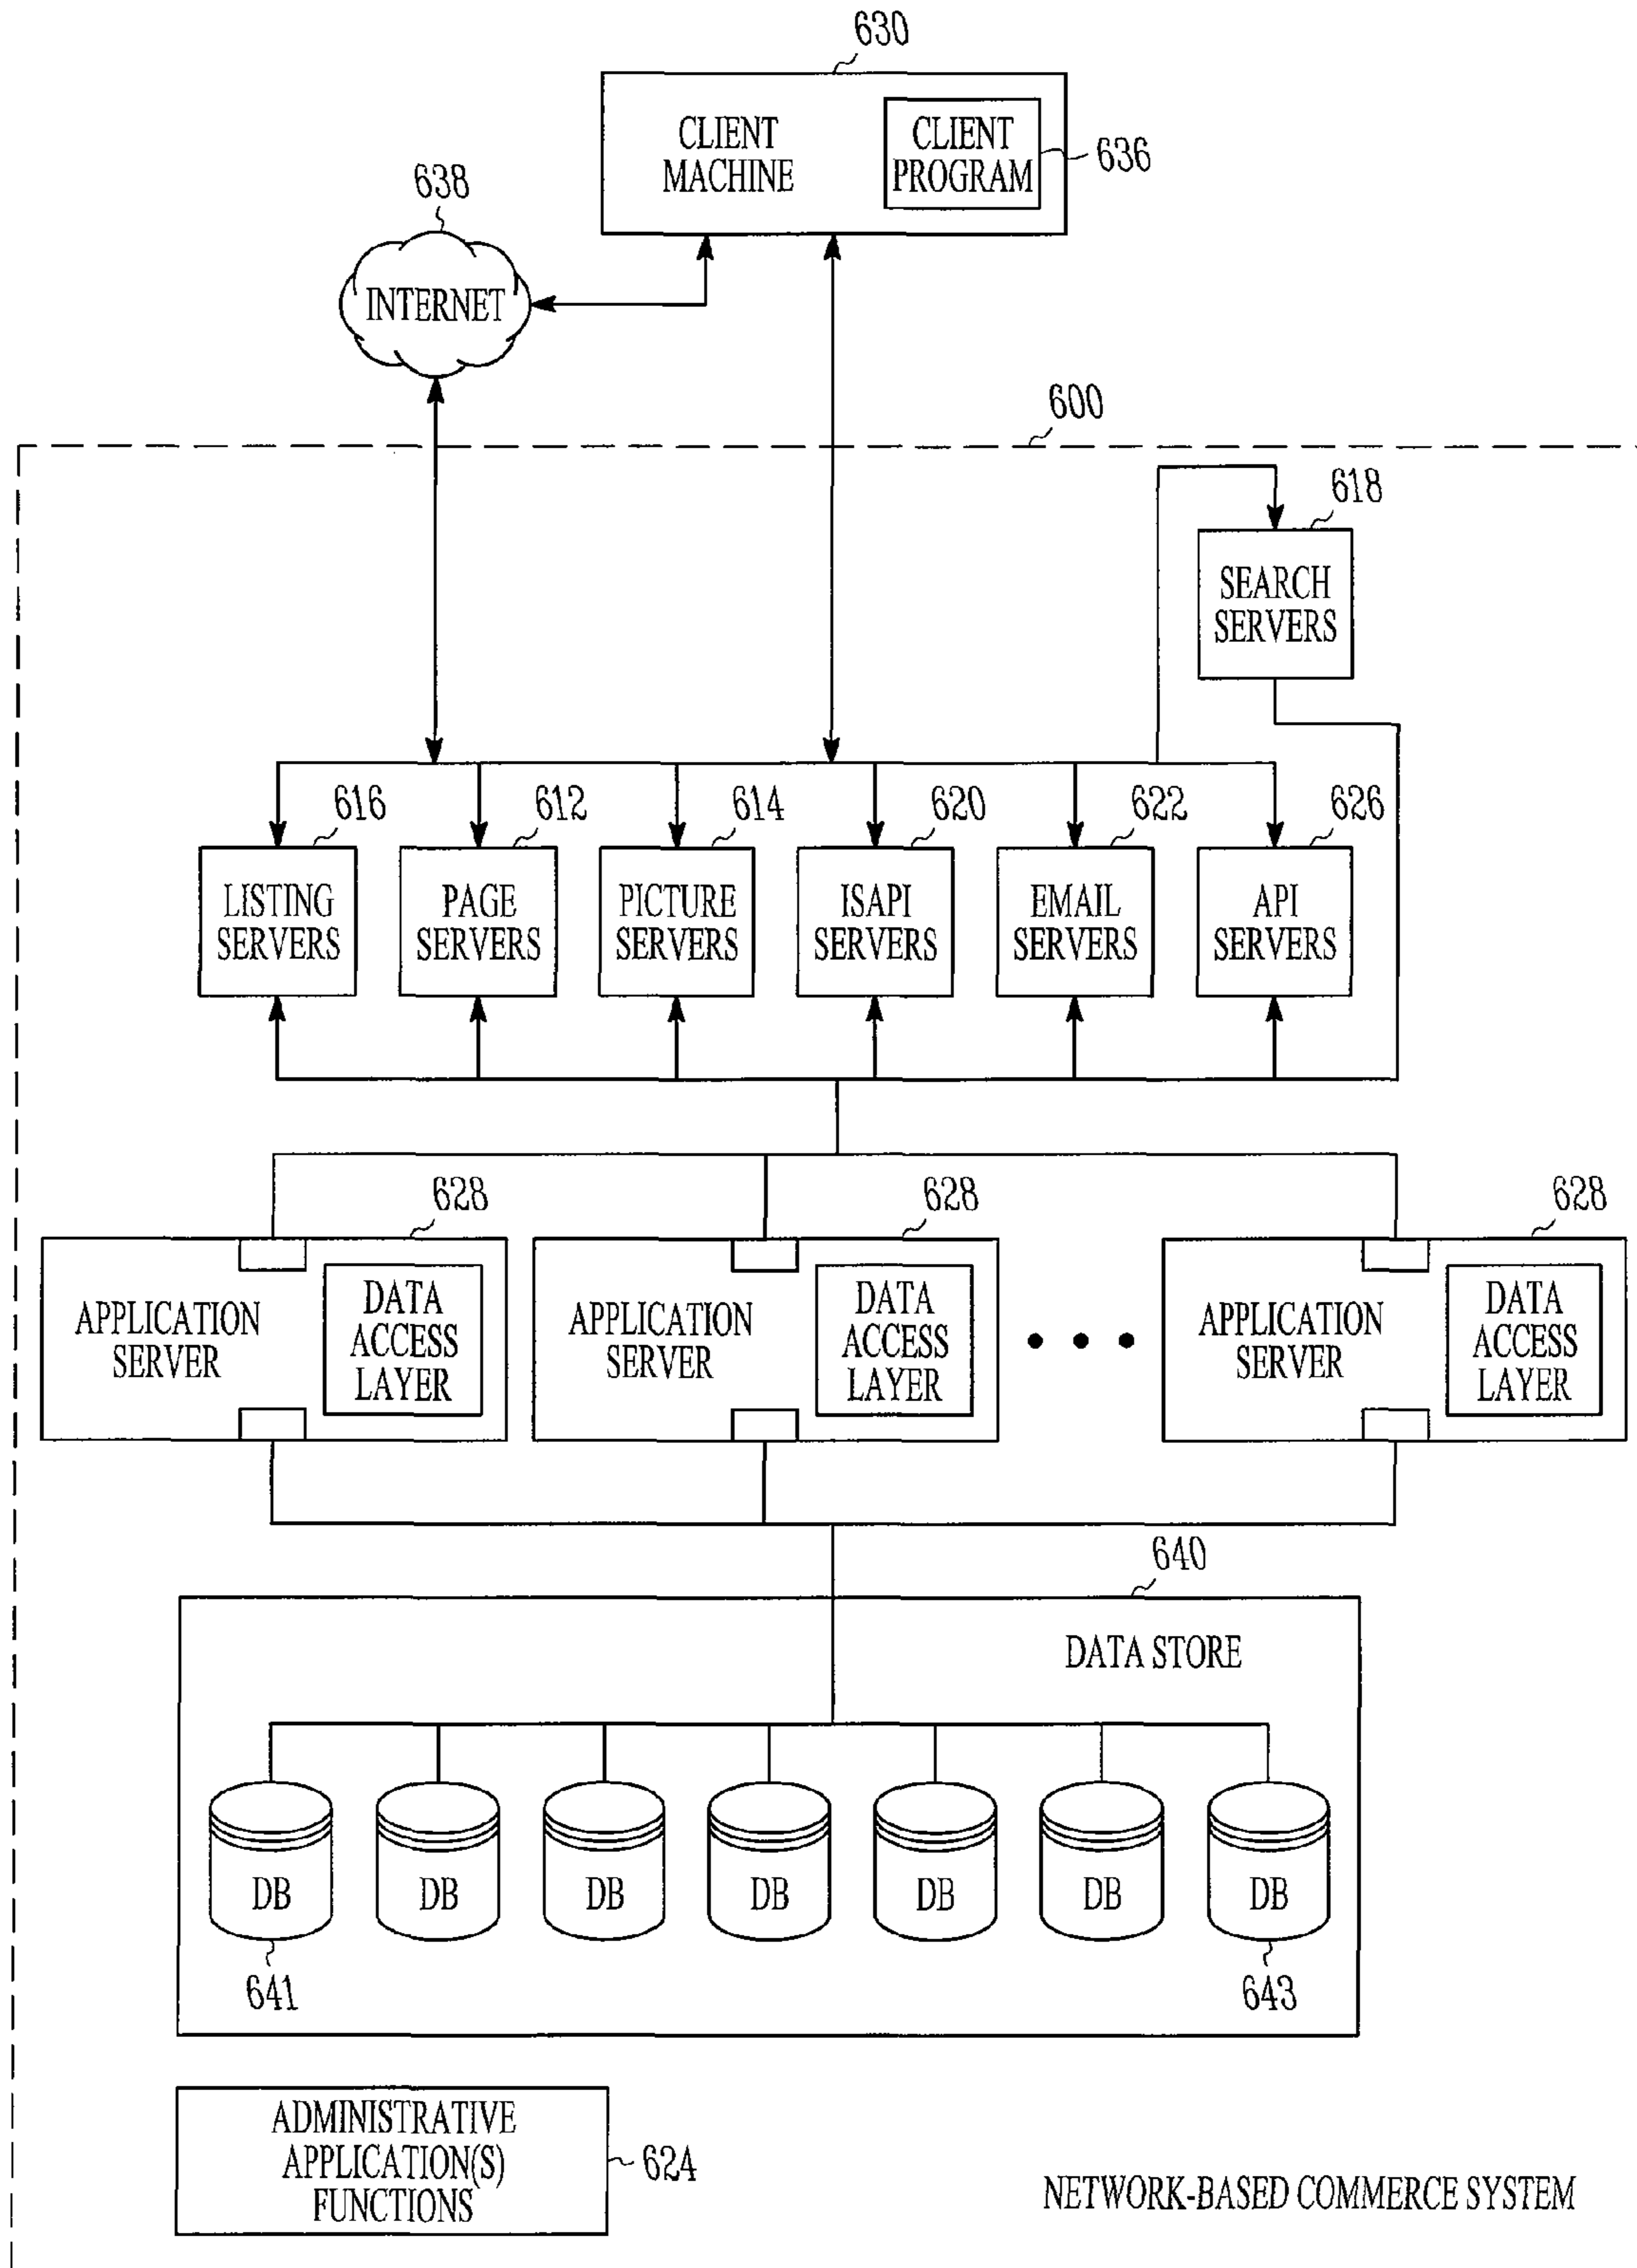 630
CLIENT
MACHINE
CLIENT
PROGRAM
636
638
INTERNET
600
618
SEARCH
SERVERS
616
612
614
620
622
626
LISTING
SERVERS
PAGE
SERVERS
PICTURE
SERVERS
ISAPI
SERVERS
EMAIL
SERVERS
API
SERVERS
628
628
628
APPLICATION
SERVER
DATA
ACCESS
LAYER
APPLICATION
SERVER
DATA
ACCESS
LAYER
APPLICATION
SERVER
DATA
ACCESS
LAYER
640
DATA STORE
DB
DB
DB
DB
DB
DB
DB
641
643
ADMINISTRATIVE
APPLICATION(S)
FUNCTIONS
624
NETWORK-BASED COMMERCE SYSTEM